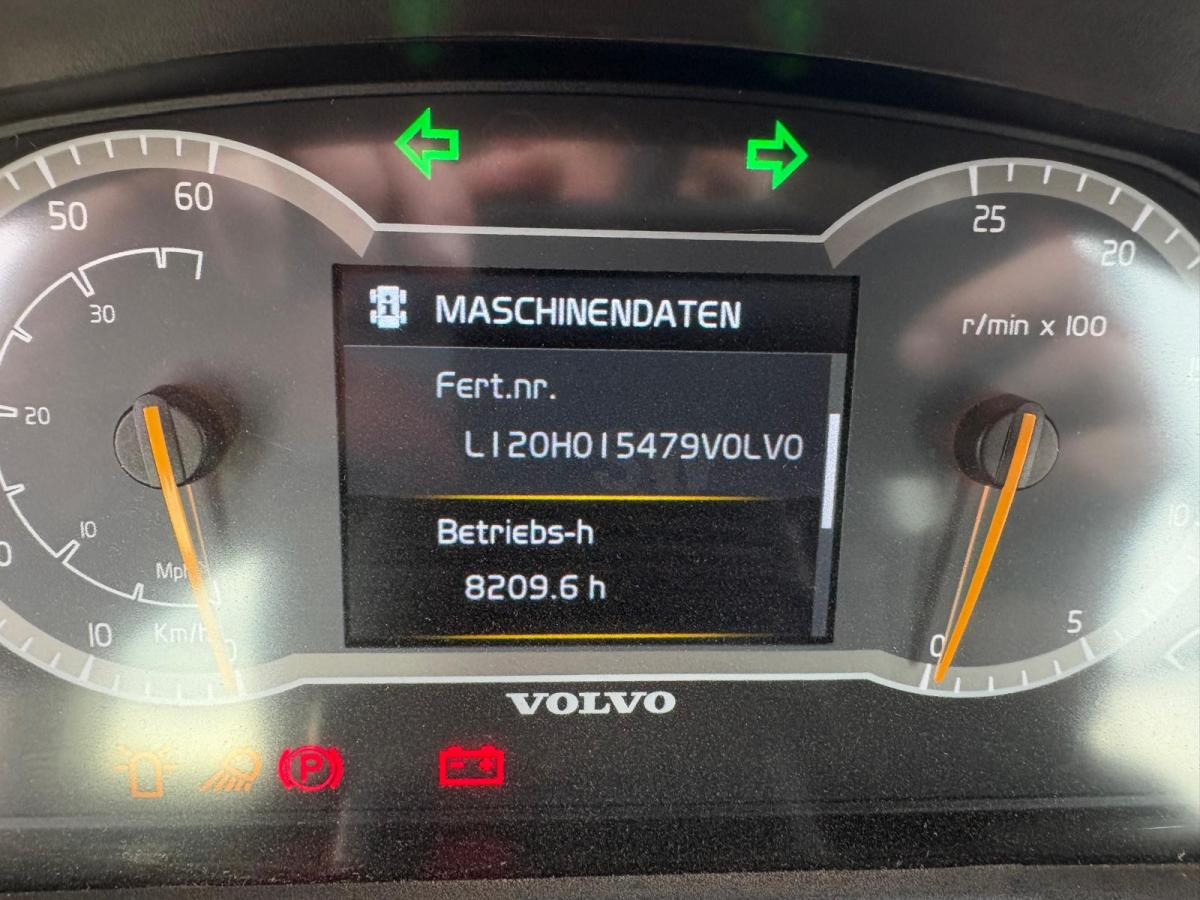 50
60
30
20
10
Mph
10
Km/h
0
MASCHINENDATEN
Fert.nr.
L120H015479VOLVO
Betriebs-h
8209.6 h
25
20
r/min x 100
10
5
0
VOLVO
P